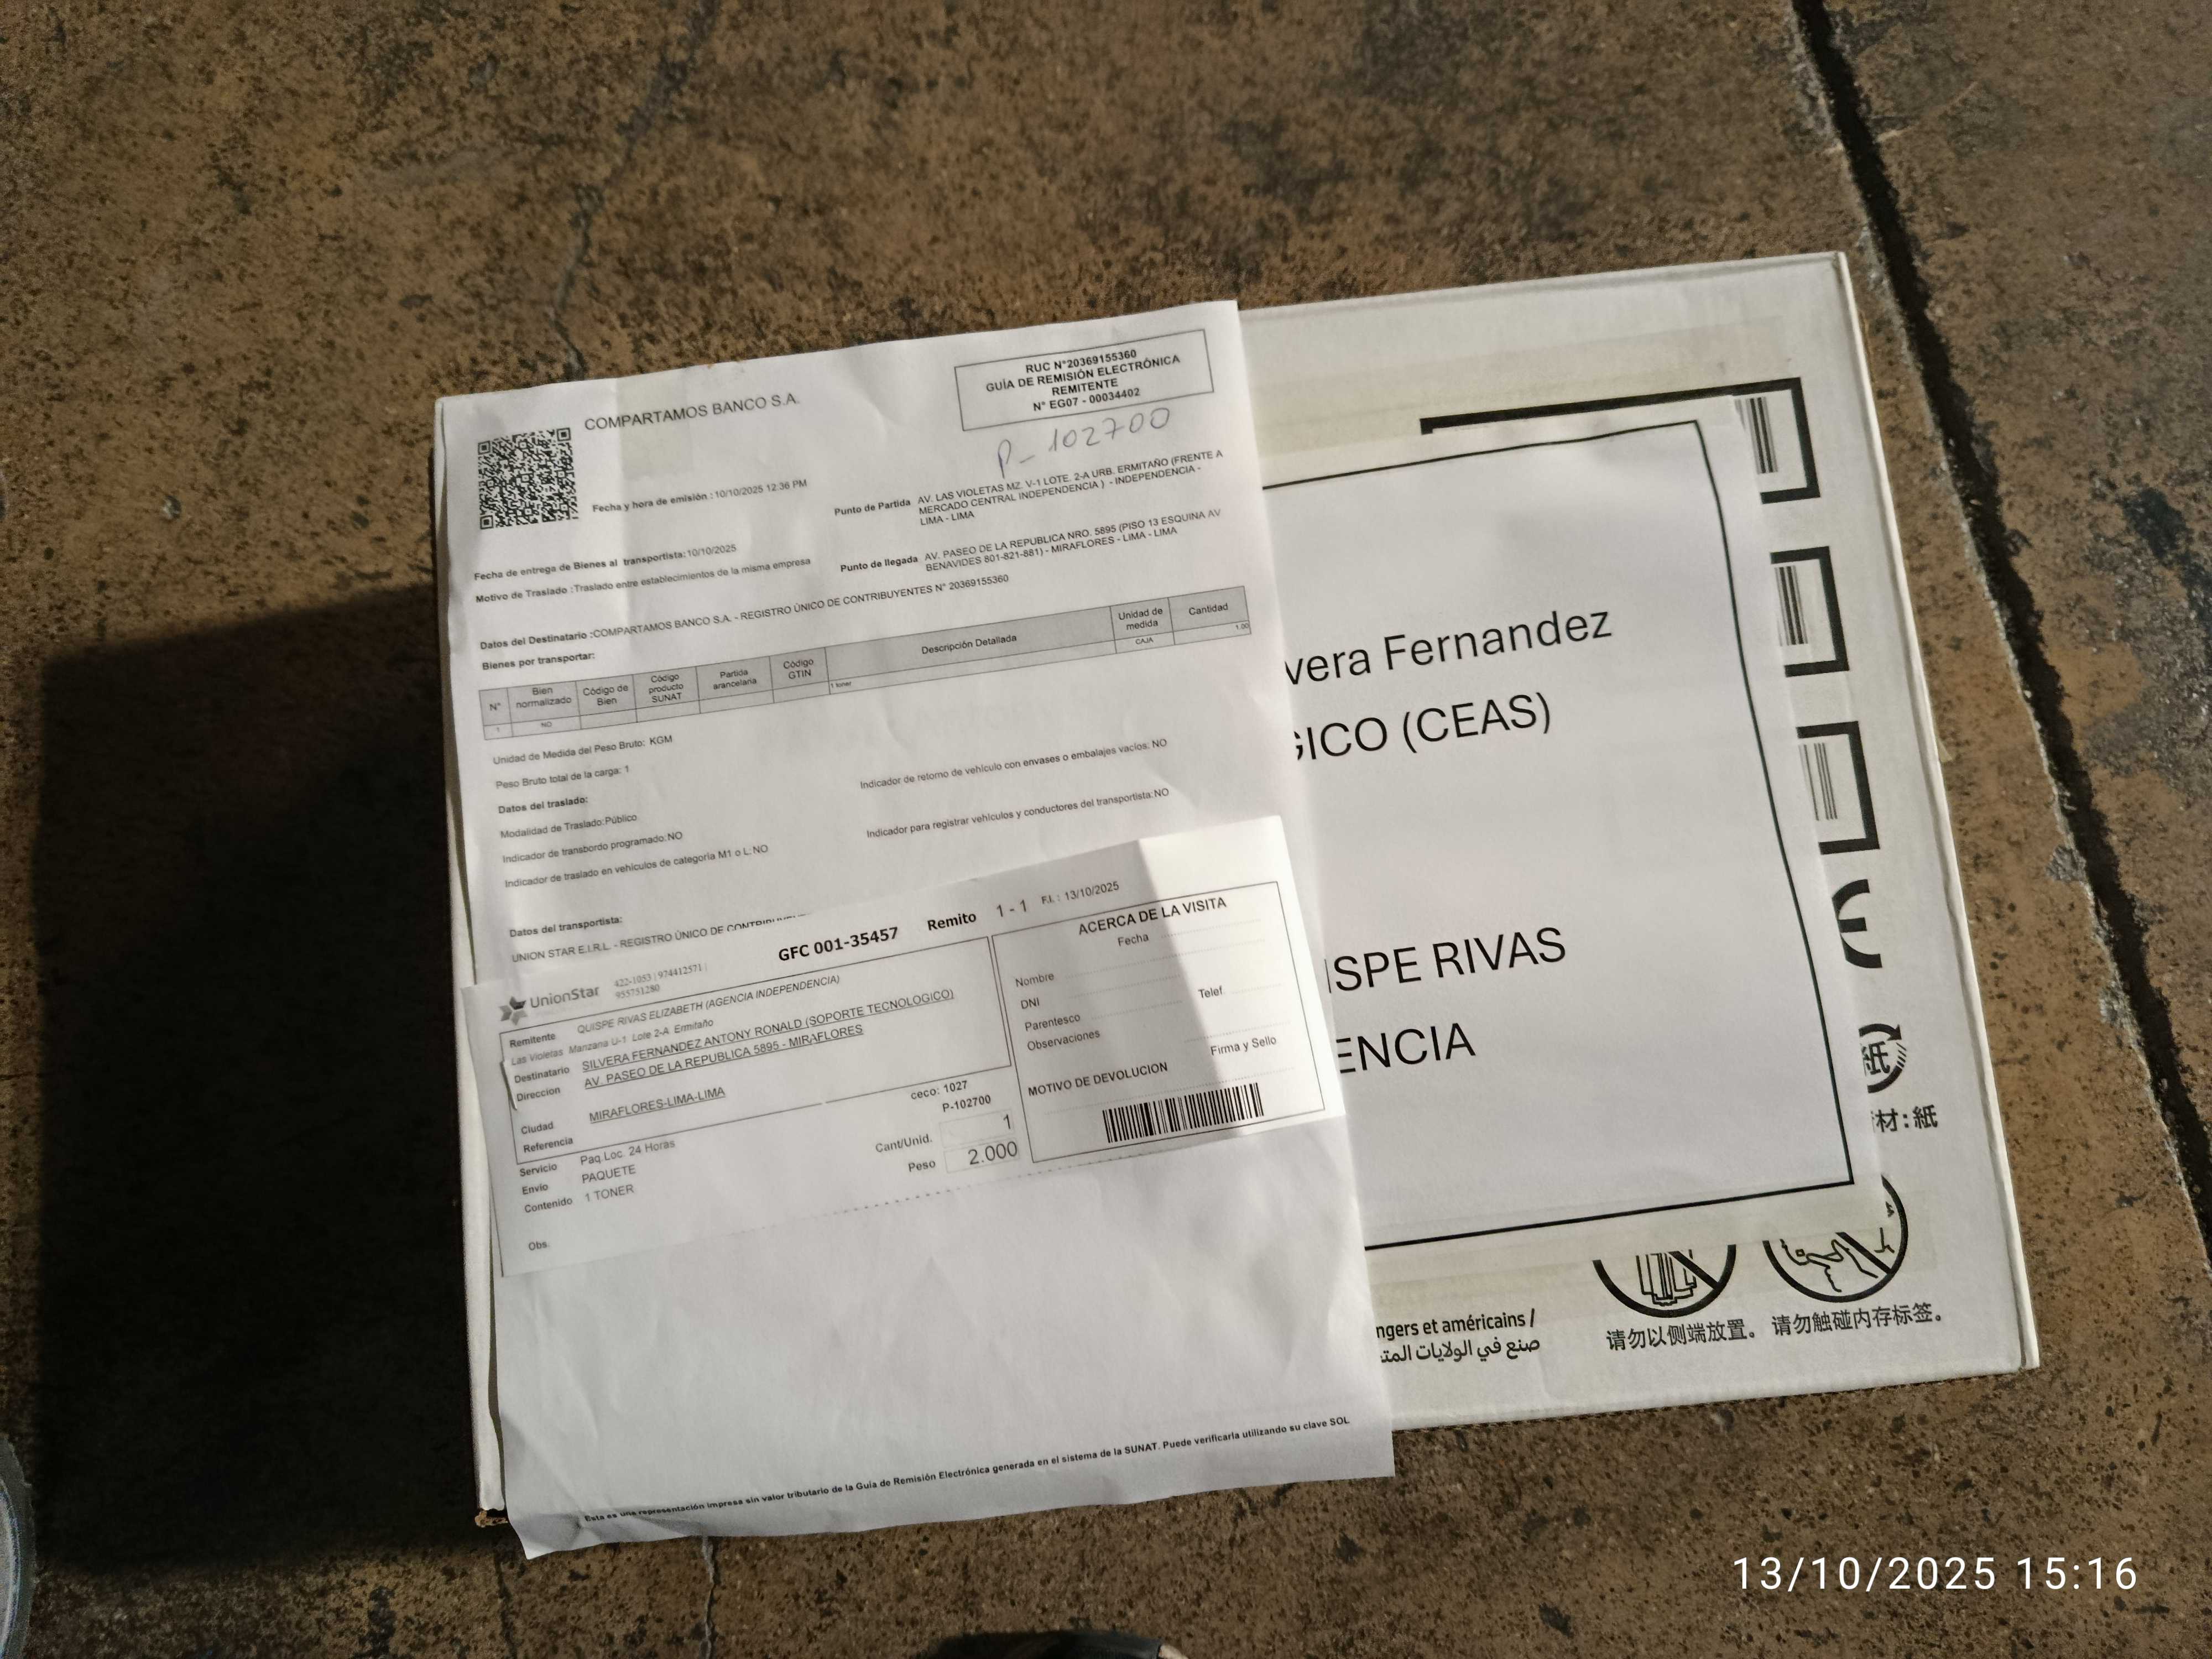 COMPARTAMOS BANCO S.A.
RUC N°20369155360
GUÍA DE REMISIÓN ELECTRÓNICA
REMITENTE
N° EG07 - 00034402
P- 102700
Fecha y hora de emisión : 10/10/2025 12:36 PM
Punto de Partida AV. LAS VIOLETAS MZ. V-1 LOTE. 2-A URB. ERMITAÑO (FRENTE A
MERCADO CENTRAL INDEPENDENCIA ) - INDEPENDENCIA -
LIMA - LIMA
Fecha de entrega de Bienes al transportista: 10/10/2025
Punto de llegada AV. PASEO DE LA REPUBLICA NRO. 5895 (PISO 13 ESQUINA AV
BENAVIDES 801-821-881) - MIRAFLORES - LIMA - LIMA
Motivo de Traslado : Traslado entre establecimientos de la misma empresa
Datos del Destinatario : COMPARTAMOS BANCO S.A. - REGISTRO ÚNICO DE CONTRIBUYENTES N° 20369155360
Bienes por transportar:
N° Bien normalizado Código de Bien Código producto SUNAT Partida arancelaria Código GTIN Descripción Detallada Unidad de medida Cantidad
1 NO 1 toner CAJA 1.00
Unidad de Medida del Peso Bruto: KGM
Peso Bruto total de la carga: 1
Datos del traslado:
Indicador de retorno de vehículo con envases o embalajes vacíos: NO
Modalidad de Traslado: Público
Indicador de transbordo programado: NO
Indicador para registrar vehículos y conductores del transportista: NO
Indicador de traslado en vehículos de categoría M1 o L: NO
Datos del transportista:
UNION STAR E.I.R.L. - REGISTRO ÚNICO DE
UnionStar
422-1053 | 974412571 |
955751280
GFC 001-35457 Remito 1 - 1 F.I. : 13/10/2025
Remitente QUISPE RIVAS ELIZABETH (AGENCIA INDEPENDENCIA)
Las Violetas Manzana U-1 Lote 2-A Ermitaño
Destinatario SILVERA FERNANDEZ ANTONY RONALD (SOPORTE TECNOLOGICO)
Direccion AV. PASEO DE LA REPUBLICA 5895 - MIRAFLORES
Ciudad MIRAFLORES-LIMA-LIMA
Referencia
ceco: 1027
P-102700
Servicio Paq.Loc. 24 Horas
Envio PAQUETE
Contenido 1 TONER
Cant/Unid. 1
Peso 2.000
Obs.
ACERCA DE LA VISITA
Fecha
Nombre
DNI
Telef.
Parentesco
Observaciones
Firma y Sello
MOTIVO DE DEVOLUCION
Esta es una representación impresa sin valor tributario de la Guía de Remisión Electrónica generada en el sistema de la SUNAT. Puede verificarla utilizando su clave SOL
vera Fernandez
GICO (CEAS)
ISPE RIVAS
ENCIA
紙
材:紙
请勿以侧端放置。 请勿触碰内存标签。
ngers et américains /
صنع في الولايات المتـ
13/10/2025 15:16